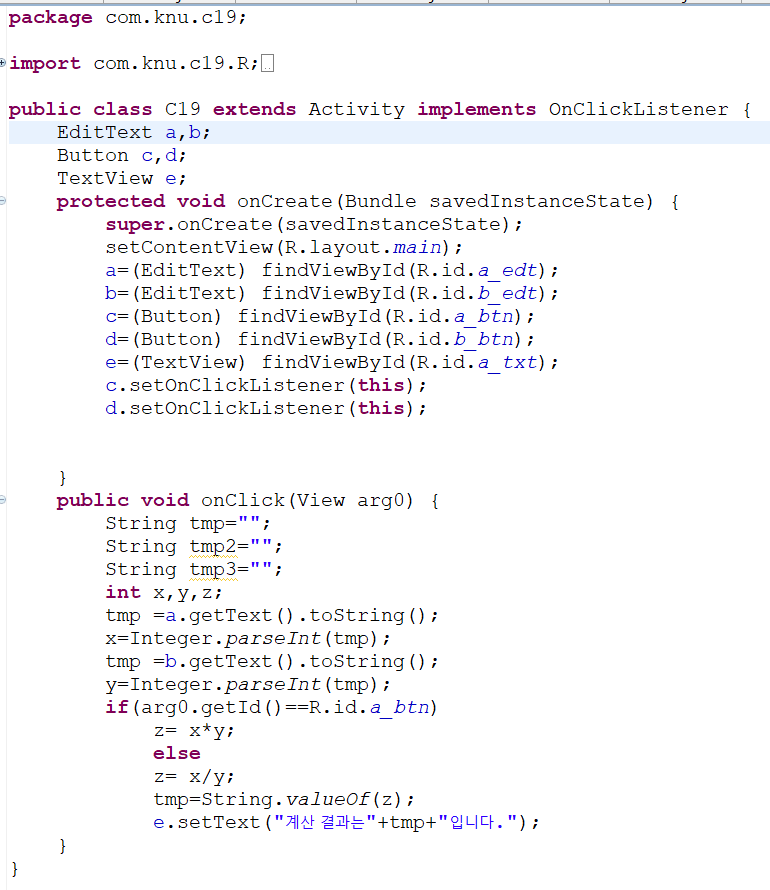 package com.knu.c19;
import com.knu.c19.R;
public class C19 extends Activity implements OnClickListener {
    EditText a,b;
    Button c,d;
    TextView e;
    protected void onCreate(Bundle savedInstanceState) {
        super.onCreate(savedInstanceState);
        setContentView(R.layout.main);
        a=(EditText) findViewById(R.id.a_edt);
        b=(EditText) findViewById(R.id.b_edt);
        c=(Button) findViewById(R.id.a_btn);
        d=(Button) findViewById(R.id.b_btn);
        e=(TextView) findViewById(R.id.a_txt);
        c.setOnClickListener(this);
        d.setOnClickListener(this);
    }
    public void onClick(View arg0) {
        String tmp="";
        String tmp2="";
        String tmp3="";
        int x,y,z;
        tmp =a.getText().toString();
        x=Integer.parseInt(tmp);
        tmp =b.getText().toString();
        y=Integer.parseInt(tmp);
        if(arg0.getId()==R.id.a_btn)
            z= x*y;
            else
            z= x/y;
            tmp=String.valueOf(z);
            e.setText("계산 결과는"+tmp+"입니다.");
    }
}